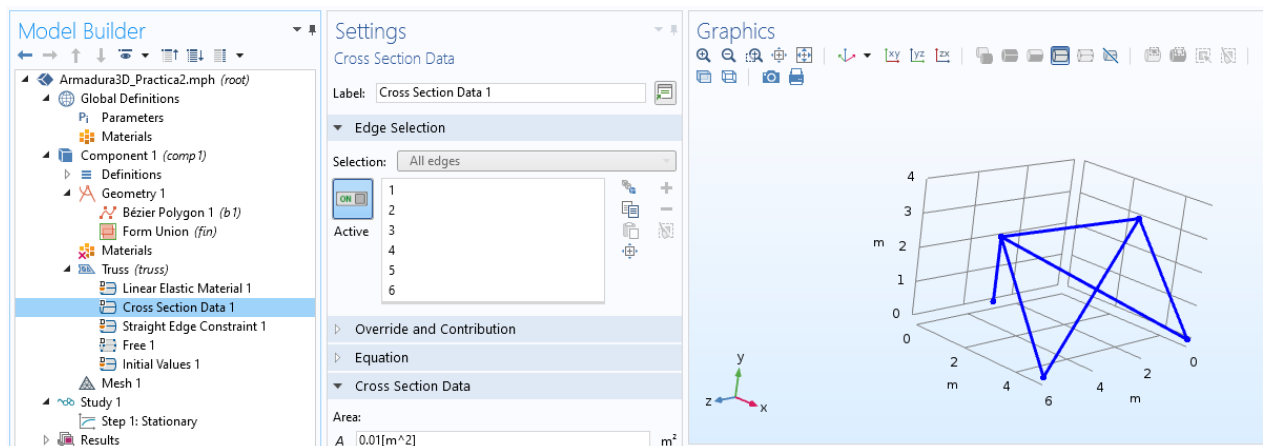 Model Builder
Armadura3D_Practica2.mph (root)
Global Definitions
Pi Parameters
Materials
Component 1 (comp1)
Definitions
Geometry 1
Bézier Polygon 1 (b1)
Form Union (fin)
Materials
Truss (truss)
Linear Elastic Material 1
Cross Section Data 1
Straight Edge Constraint 1
Free 1
Initial Values 1
Mesh 1
Study 1
Step 1: Stationary
Results
Settings
Cross Section Data
Label: Cross Section Data 1
Edge Selection
Selection: All edges
1
2
3
4
5
6
ON
Active
Override and Contribution
Equation
Cross Section Data
Area:
A 0.01[m^2] m²
Graphics
xy yz zx
4
3
m 2
1
0
0
2
m
4
6
4
m
2
0
y
z x